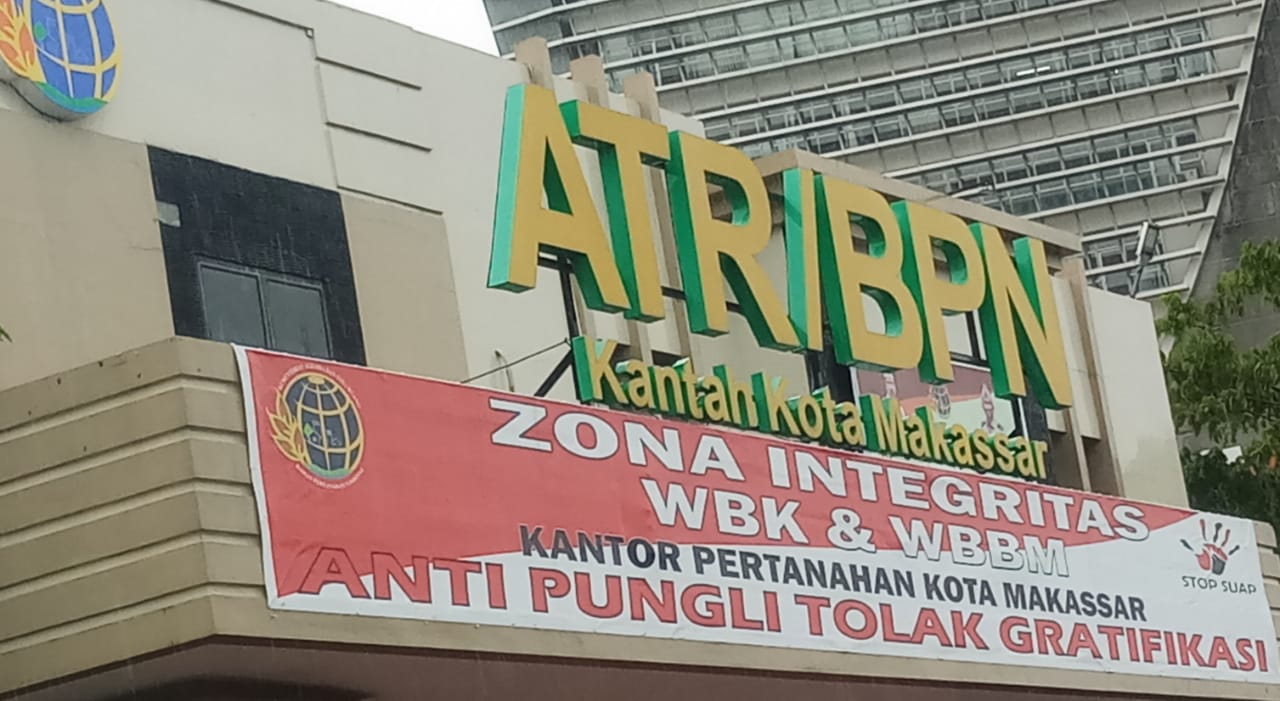 ATR/BPN
Kantah Kota Makassar
ZONA INTEGRITAS
WBK & WBBM
KANTOR PERTANAHAN KOTA MAKASSAR
ANTI PUNGLI TOLAK GRATIFIKASI
STOP SUAP